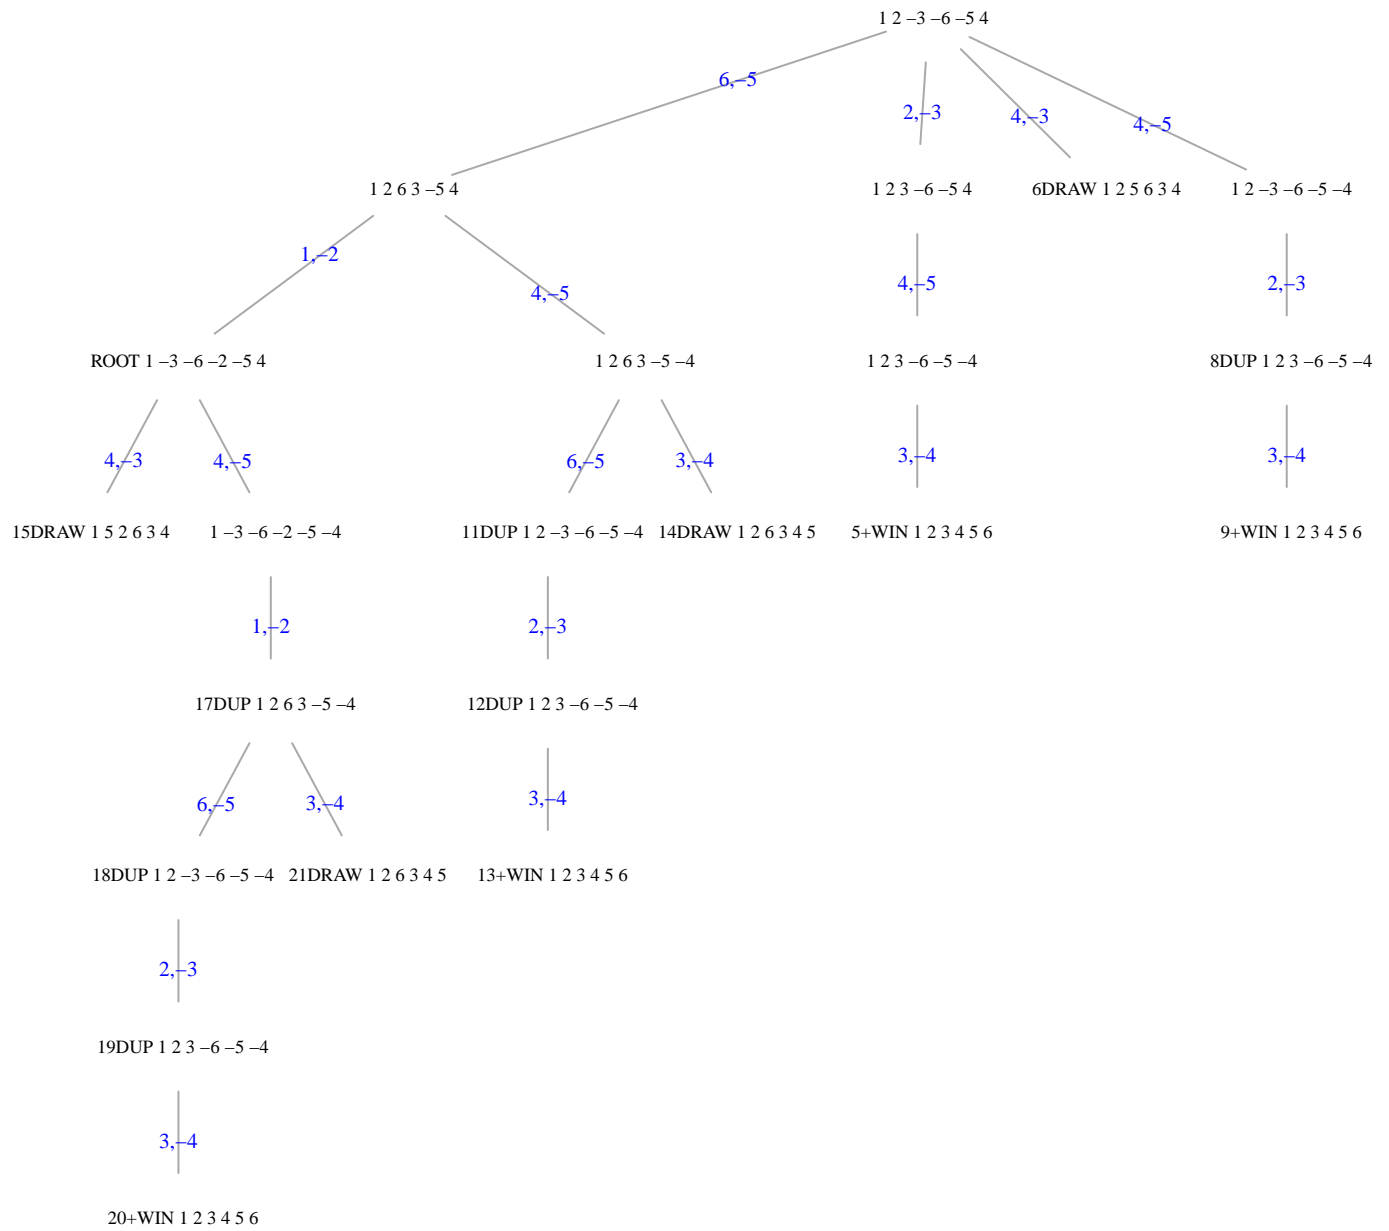 1 2 –3 –6 –5 4
6,–5
2,–3
4,–3
4,–5
1 2 6 3 –5 4
1 2 3 –6 –5 4
6DRAW 1 2 5 6 3 4
1 2 –3 –6 –5 –4
1,–2
4,–5
4,–5
2,–3
ROOT 1 –3 –6 –2 –5 4
1 2 6 3 –5 –4
1 2 3 –6 –5 –4
8DUP 1 2 3 –6 –5 –4
4,–3
4,–5
6,–5
3,–4
3,–4
3,–4
15DRAW 1 5 2 6 3 4
1 –3 –6 –2 –5 –4
11DUP 1 2 –3 –6 –5 –4
14DRAW 1 2 6 3 4 5
5+WIN 1 2 3 4 5 6
9+WIN 1 2 3 4 5 6
1,–2
2,–3
17DUP 1 2 6 3 –5 –4
12DUP 1 2 3 –6 –5 –4
6,–5
3,–4
3,–4
18DUP 1 2 –3 –6 –5 –4
21DRAW 1 2 6 3 4 5
13+WIN 1 2 3 4 5 6
2,–3
19DUP 1 2 3 –6 –5 –4
3,–4
20+WIN 1 2 3 4 5 6